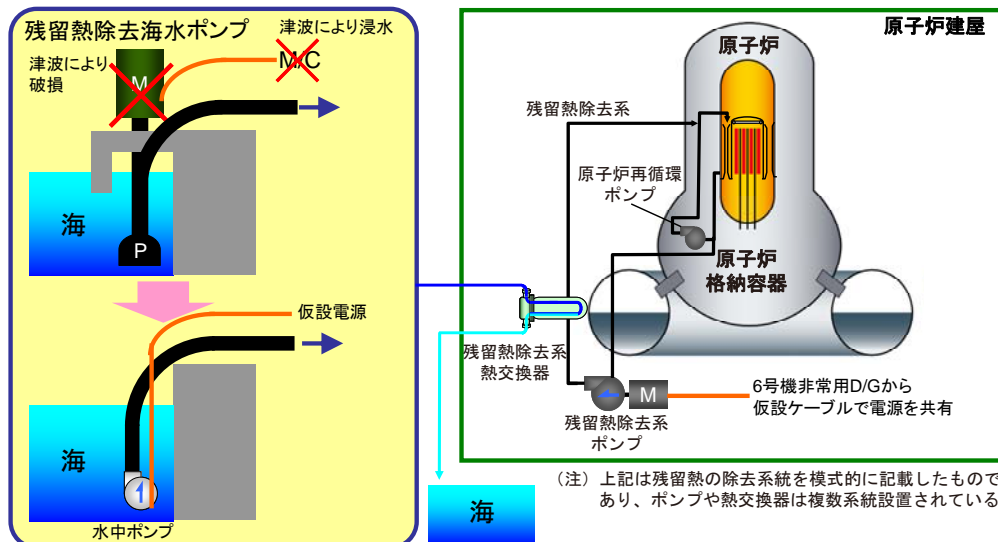 残留熱除去海水ポンプ
津波により浸水
津波により
破損
M
M/C
海
P
仮設電源
海
水中ポンプ
原子炉建屋
原子炉
残留熱除去系
原子炉再循環
ポンプ
原子炉
格納容器
残留熱除去系
熱交換器
M
残留熱除去系
ポンプ
6号機非常用D/Gから
仮設ケーブルで電源を共有
海
（注）上記は残留熱の除去系統を模式的に記載したもので
あり、ポンプや熱交換器は複数系統設置されている